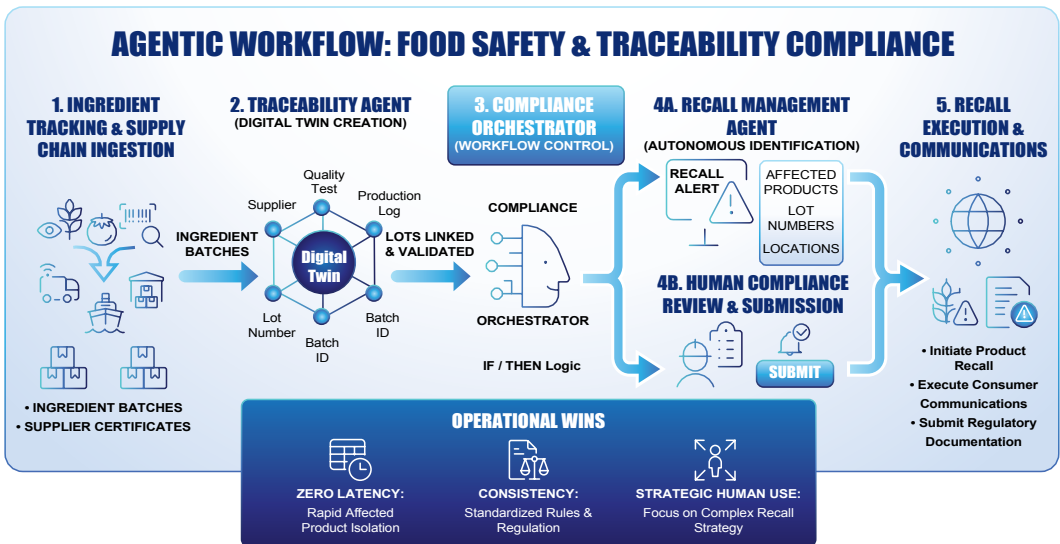 AGENTIC WORKFLOW: FOOD SAFETY & TRACEABILITY COMPLIANCE
1. INGREDIENT
TRACKING & SUPPLY
CHAIN INGESTION
• INGREDIENT BATCHES
• SUPPLIER CERTIFICATES
INGREDIENT
BATCHES
2. TRACEABILITY AGENT
(DIGITAL TWIN CREATION)
Quality
Test
Supplier
Production
Log
Digital
Twin
Lot
Number
Batch
ID
Batch
ID
LOTS LINKED
& VALIDATED
3. COMPLIANCE
ORCHESTRATOR
(WORKFLOW CONTROL)
COMPLIANCE
ORCHESTRATOR
IF / THEN Logic
4A. RECALL MANAGEMENT
AGENT
(AUTONOMOUS IDENTIFICATION)
RECALL
ALERT
AFFECTED
PRODUCTS
LOT
NUMBERS
LOCATIONS
4B. HUMAN COMPLIANCE
REVIEW & SUBMISSION
SUBMIT
5. RECALL
EXECUTION &
COMMUNICATIONS
• Initiate Product
Recall
• Execute Consumer
Communications
• Submit Regulatory
Documentation
OPERATIONAL WINS
ZERO LATENCY:
Rapid Affected
Product Isolation
CONSISTENCY:
Standardized Rules &
Regulation
STRATEGIC HUMAN USE:
Focus on Complex Recall
Strategy